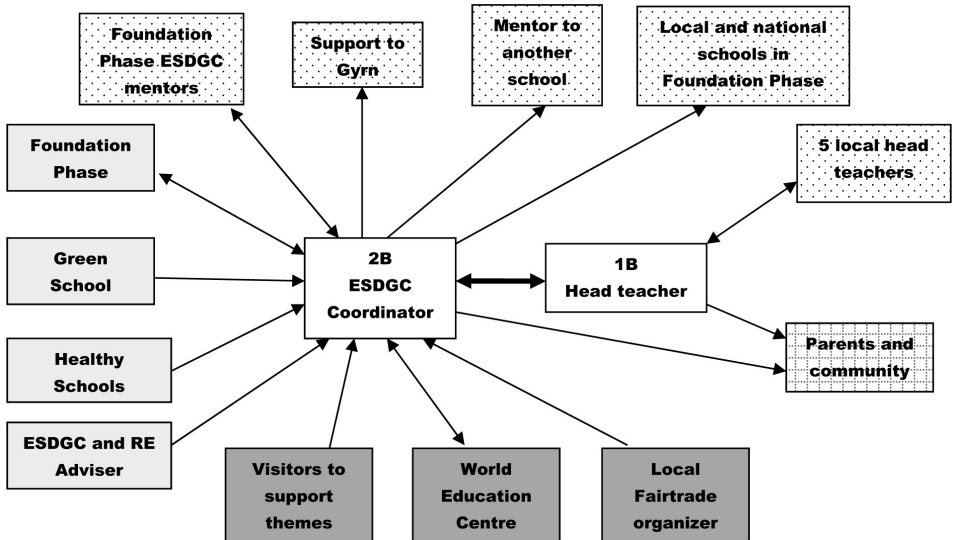 Foundation
Phase ESDGC
mentors
Support to
Gyrn
Mentor to
another
school
Local and national
schools in
Foundation Phase
Foundation
Phase
5 local head
teachers
Green
School
2B
ESDGC
Coordinator
1B
Head teacher
Healthy
Schools
Parents and
community
ESDGC and RE
Adviser
Visitors to
support
themes
World
Education
Centre
Local
Fairtrade
organizer